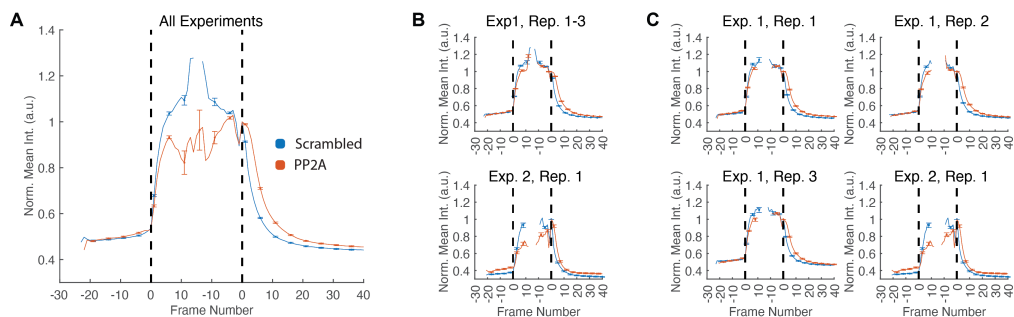 A
All Experiments
Norm. Mean Int. (a.u.)
1.4
1.2
1
0.8
0.6
0.4
-30 -20 -10 0 10 -10 0 10 20 30 40
Frame Number
Scrambled
PP2A
B
Exp1, Rep. 1-3
Norm. Mean Int. (a.u.)
1.4
1.2
1
0.8
0.6
0.4
-30 -20 -10 0 10 -10 0 10 20 30 40
Exp. 2, Rep. 1
Norm. Mean Int. (a.u.)
1.4
1.2
1
0.8
0.6
0.4
-30 -20 -10 0 10 -10 0 10 20 30 40
Frame Number
C
Exp. 1, Rep. 1
Norm. Mean Int. (a.u.)
1.4
1.2
1
0.8
0.6
0.4
-30 -20 -10 0 10 -10 0 10 20 30 40
Exp. 1, Rep. 2
Norm. Mean Int. (a.u.)
1.4
1.2
1
0.8
0.6
0.4
-30 -20 -10 0 10 -10 0 10 20 30 40
Exp. 1, Rep. 3
Norm. Mean Int. (a.u.)
1.4
1.2
1
0.8
0.6
0.4
-30 -20 -10 0 10 -10 0 10 20 30 40
Frame Number
Exp. 2, Rep. 1
Norm. Mean Int. (a.u.)
1.4
1.2
1
0.8
0.6
0.4
-30 -20 -10 0 10 -10 0 10 20 30 40
Frame Number